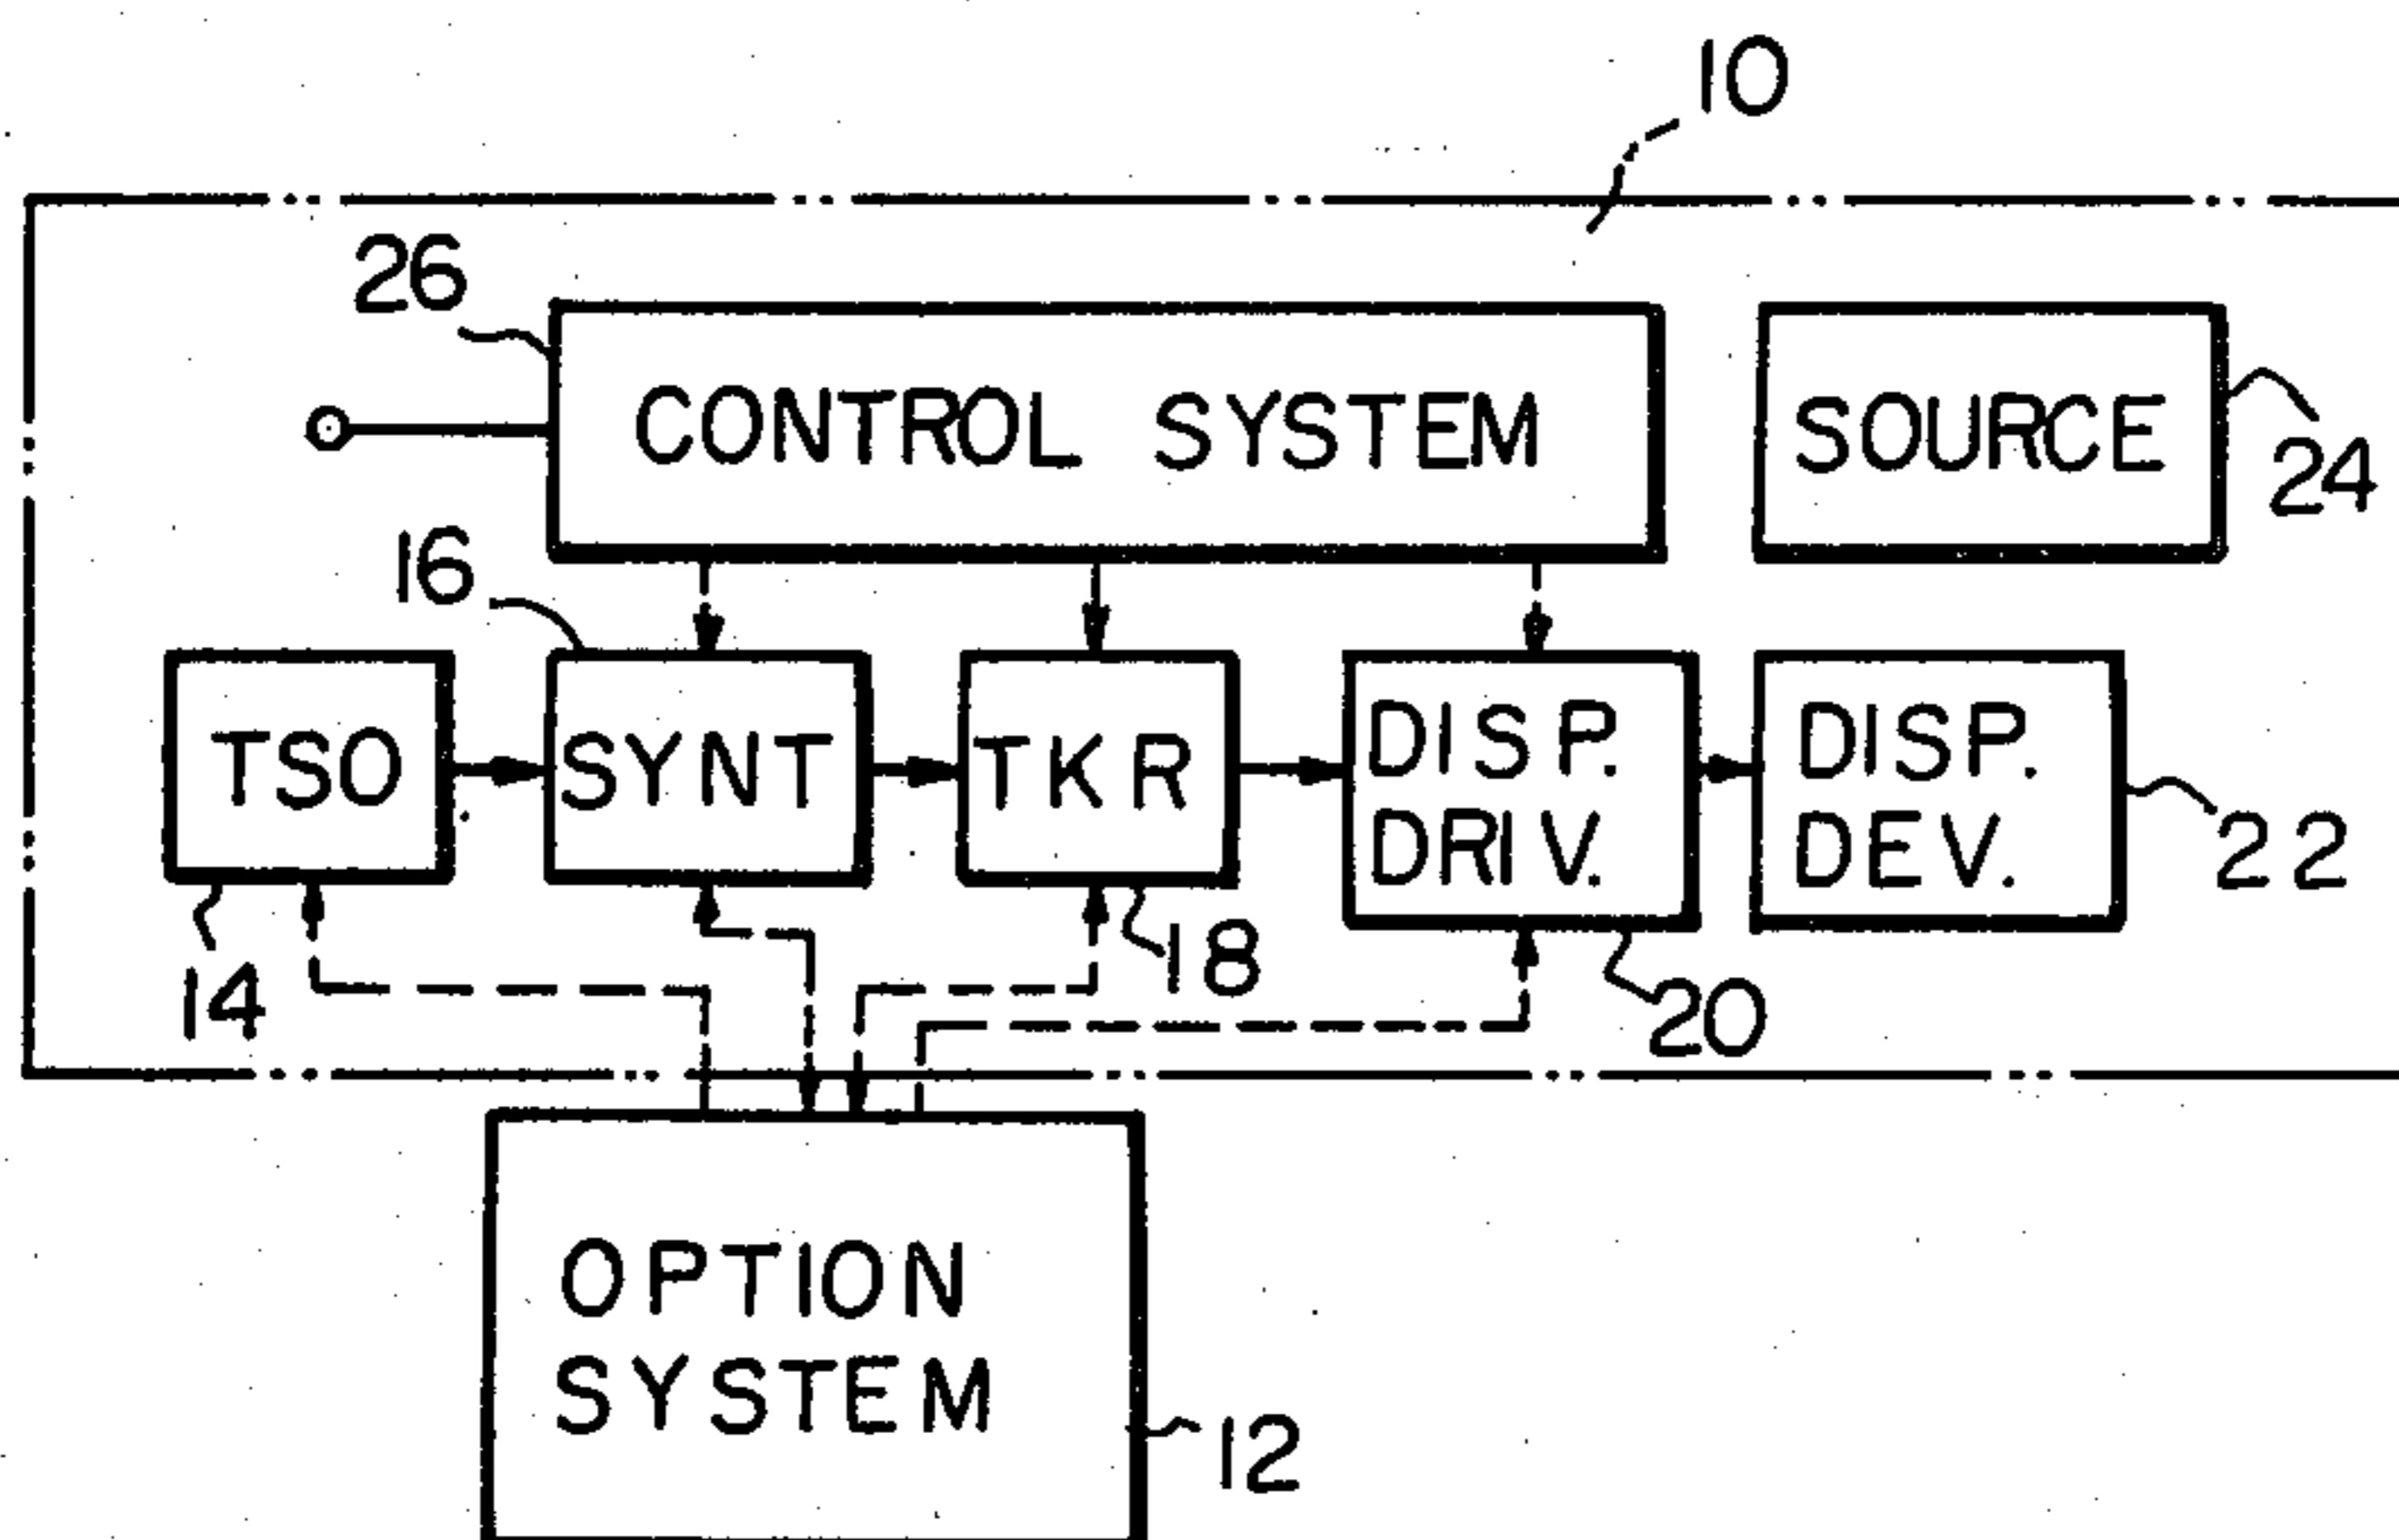 10
26
CONTROL SYSTEM
SOURCE
24
16
TSO
SYNT
TKR
DISP.
DRIV.
DISP.
DEV.
22
14
18
20
OPTION
SYSTEM
12